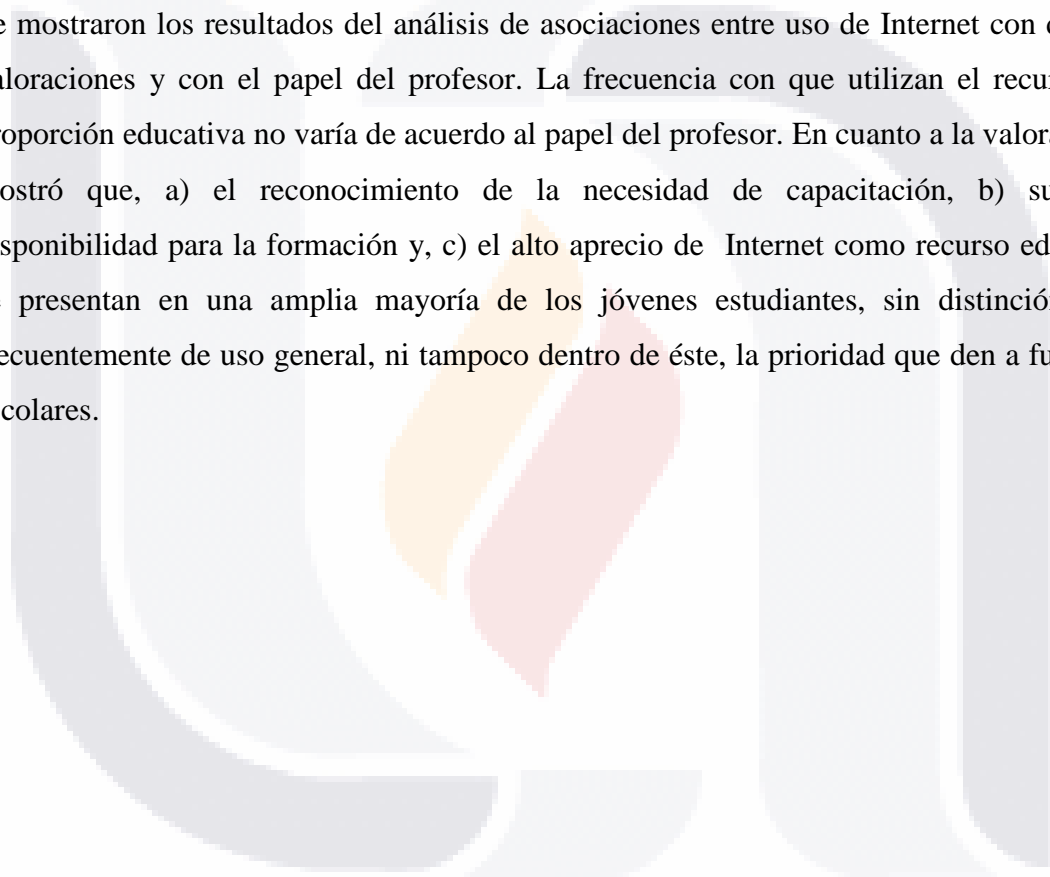 e mostraron los resultados del análisis de asociaciones entre uso de Internet con
aloraciones y con el papel del profesor. La frecuencia con que utilizan el recu
roporción educativa no varía de acuerdo al papel del profesor. En cuanto a la valora
ostró que, a) el reconocimiento de la necesidad de capacitación, b) su
sponibilidad para la formación y, c) el alto aprecio de Internet como recurso ed
e presentan en una amplia mayoría de los jóvenes estudiantes, sin distinció
ecuentemente de uso general, ni tampoco dentro de éste, la prioridad que den a fu
colares.